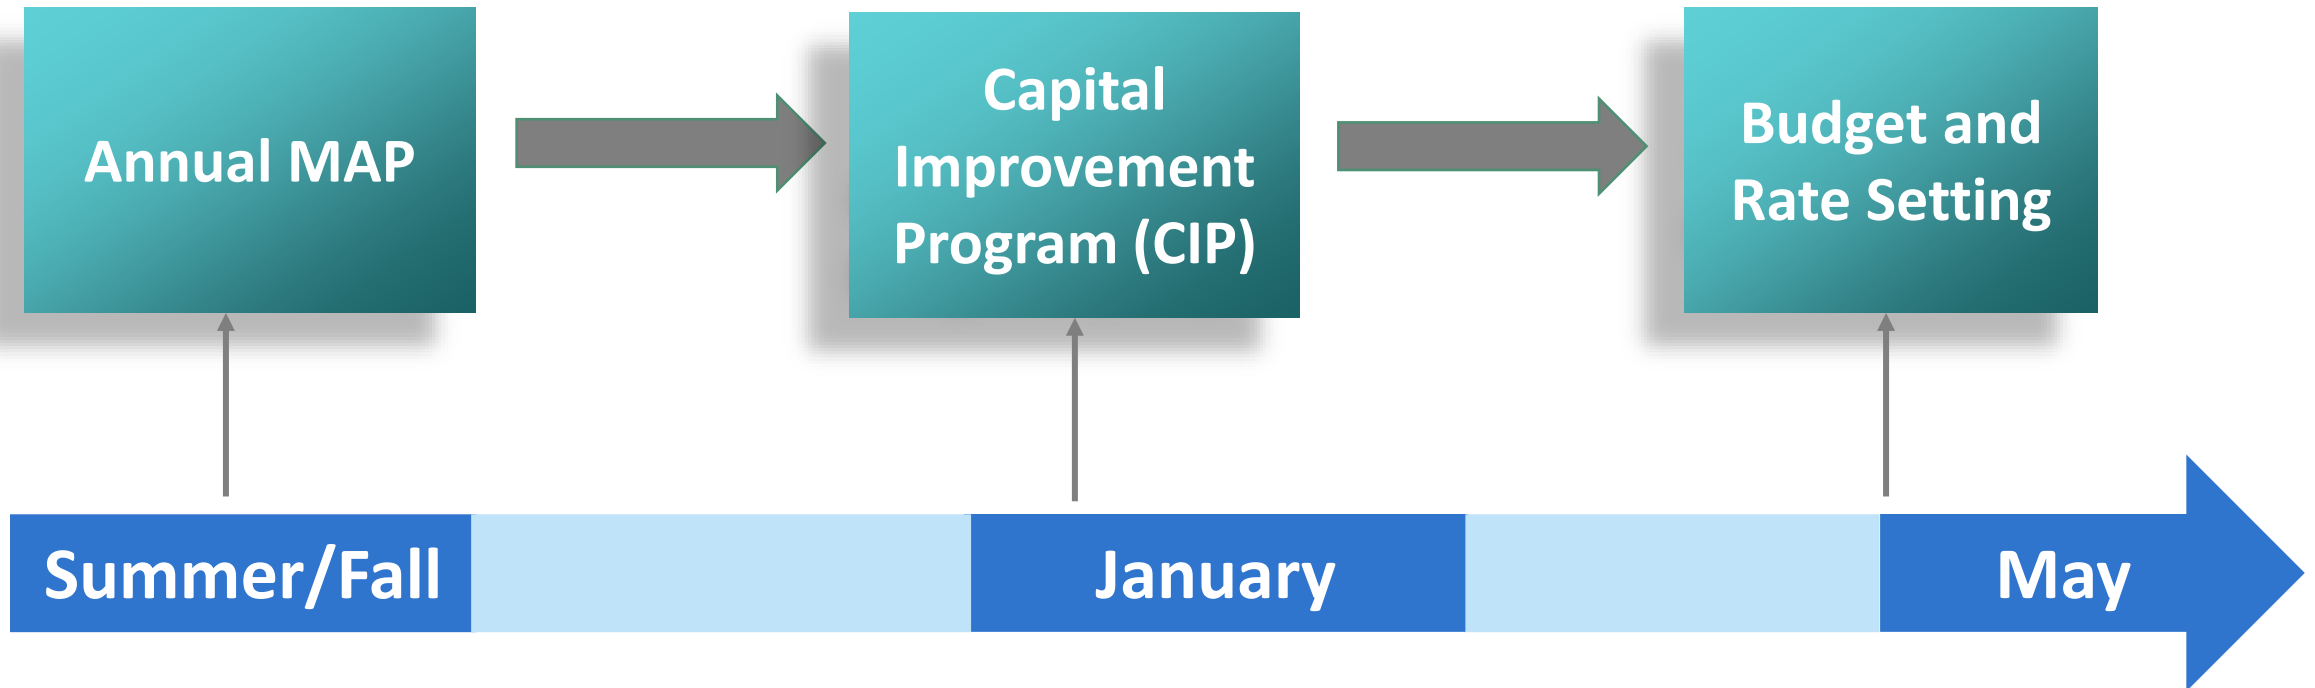 Annual MAP
Capital
Improvement
Program (CIP)
Budget and
Rate Setting
Summer/Fall
January
May